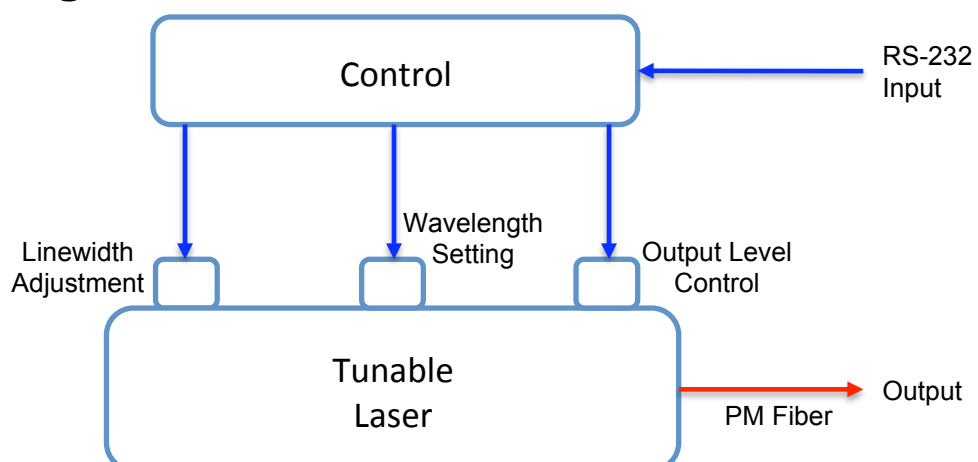 Control
RS-232
Input
Linewidth
Adjustment
Wavelength
Setting
Output Level
Control
Tunable
Laser
PM Fiber
Output